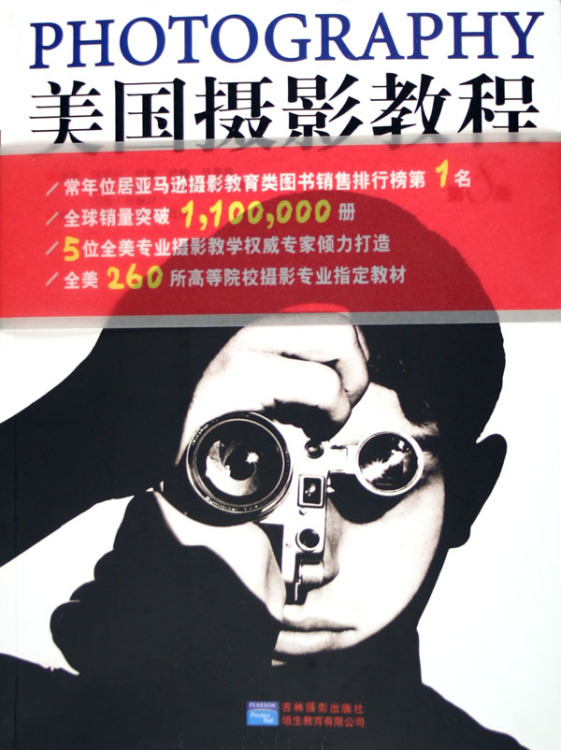 PHOTOGRAPHY
美国摄影教程
/ 常年位居亚马逊摄影教育类图书销售排行榜第 1 名
/ 全球销量突破 1,100,000 册
/ 5 位全美专业摄影教学权威专家倾力打造
/ 全美 260 所高等院校摄影专业指定教材
PEARSON
Prentice Hall
吉林摄影出版社
培生教育有限公司